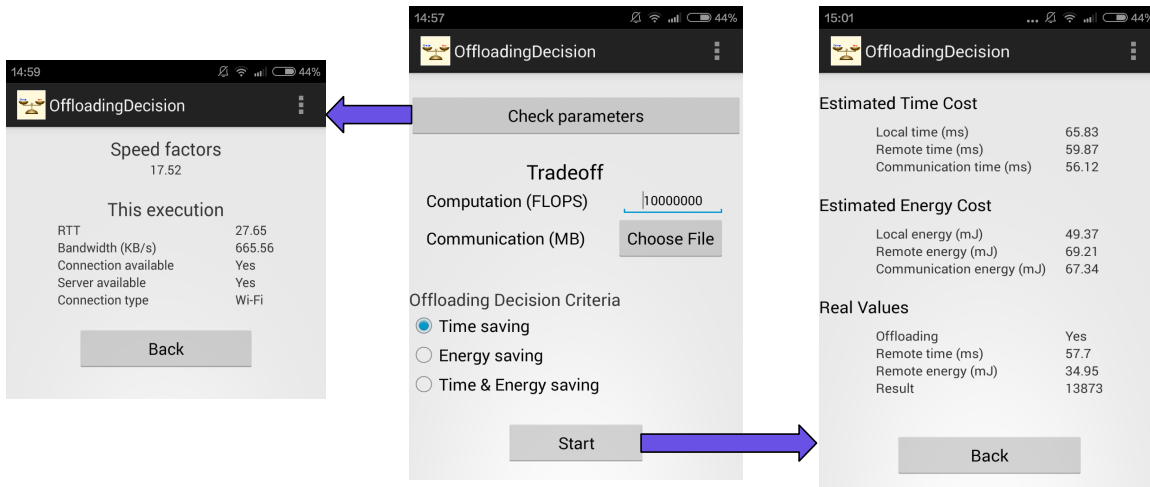 14:59
44%
OffloadingDecision
Speed factors
17.52
This execution
RTT 27.65
Bandwidth (KB/s) 665.56
Connection available Yes
Server available Yes
Connection type Wi-Fi
Back
14:57
44%
OffloadingDecision
Check parameters
Tradeoff
Computation (FLOPS) 10000000
Communication (MB) Choose File
Offloading Decision Criteria
Time saving
Energy saving
Time & Energy saving
Start
15:01
... 44%
OffloadingDecision
Estimated Time Cost
Local time (ms) 65.83
Remote time (ms) 59.87
Communication time (ms) 56.12
Estimated Energy Cost
Local energy (mJ) 49.37
Remote energy (mJ) 69.21
Communication energy (mJ) 67.34
Real Values
Offloading Yes
Remote time (ms) 57.7
Remote energy (mJ) 34.95
Result 13873
Back